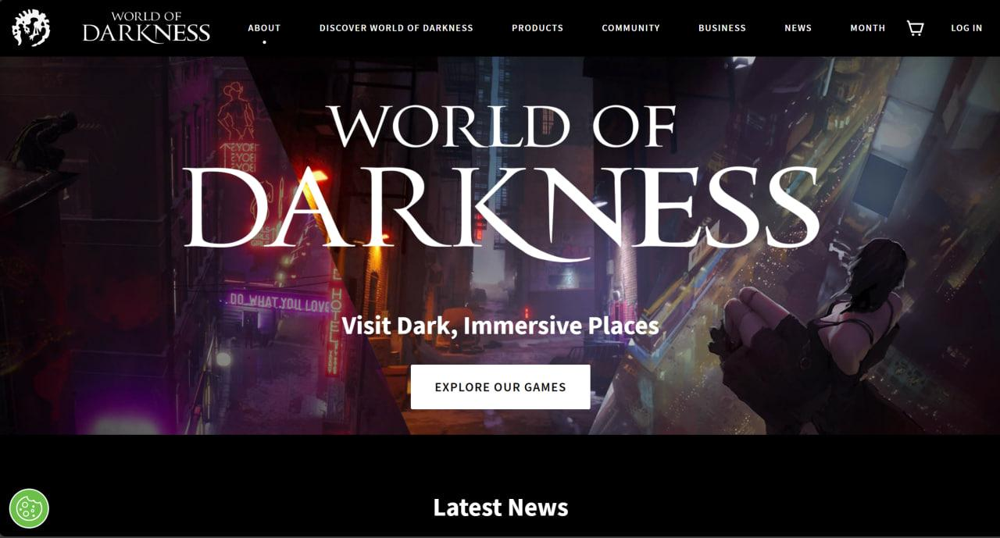 WORLD OF
DARKNESS
ABOUT
DISCOVER WORLD OF DARKNESS
PRODUCTS
COMMUNITY
BUSINESS
NEWS
MONTH
LOG IN
WORLD OF
DARKNESS
DO WHAT YOU LOVE
HOTEL
Visit Dark, Immersive Places
EXPLORE OUR GAMES
Latest News